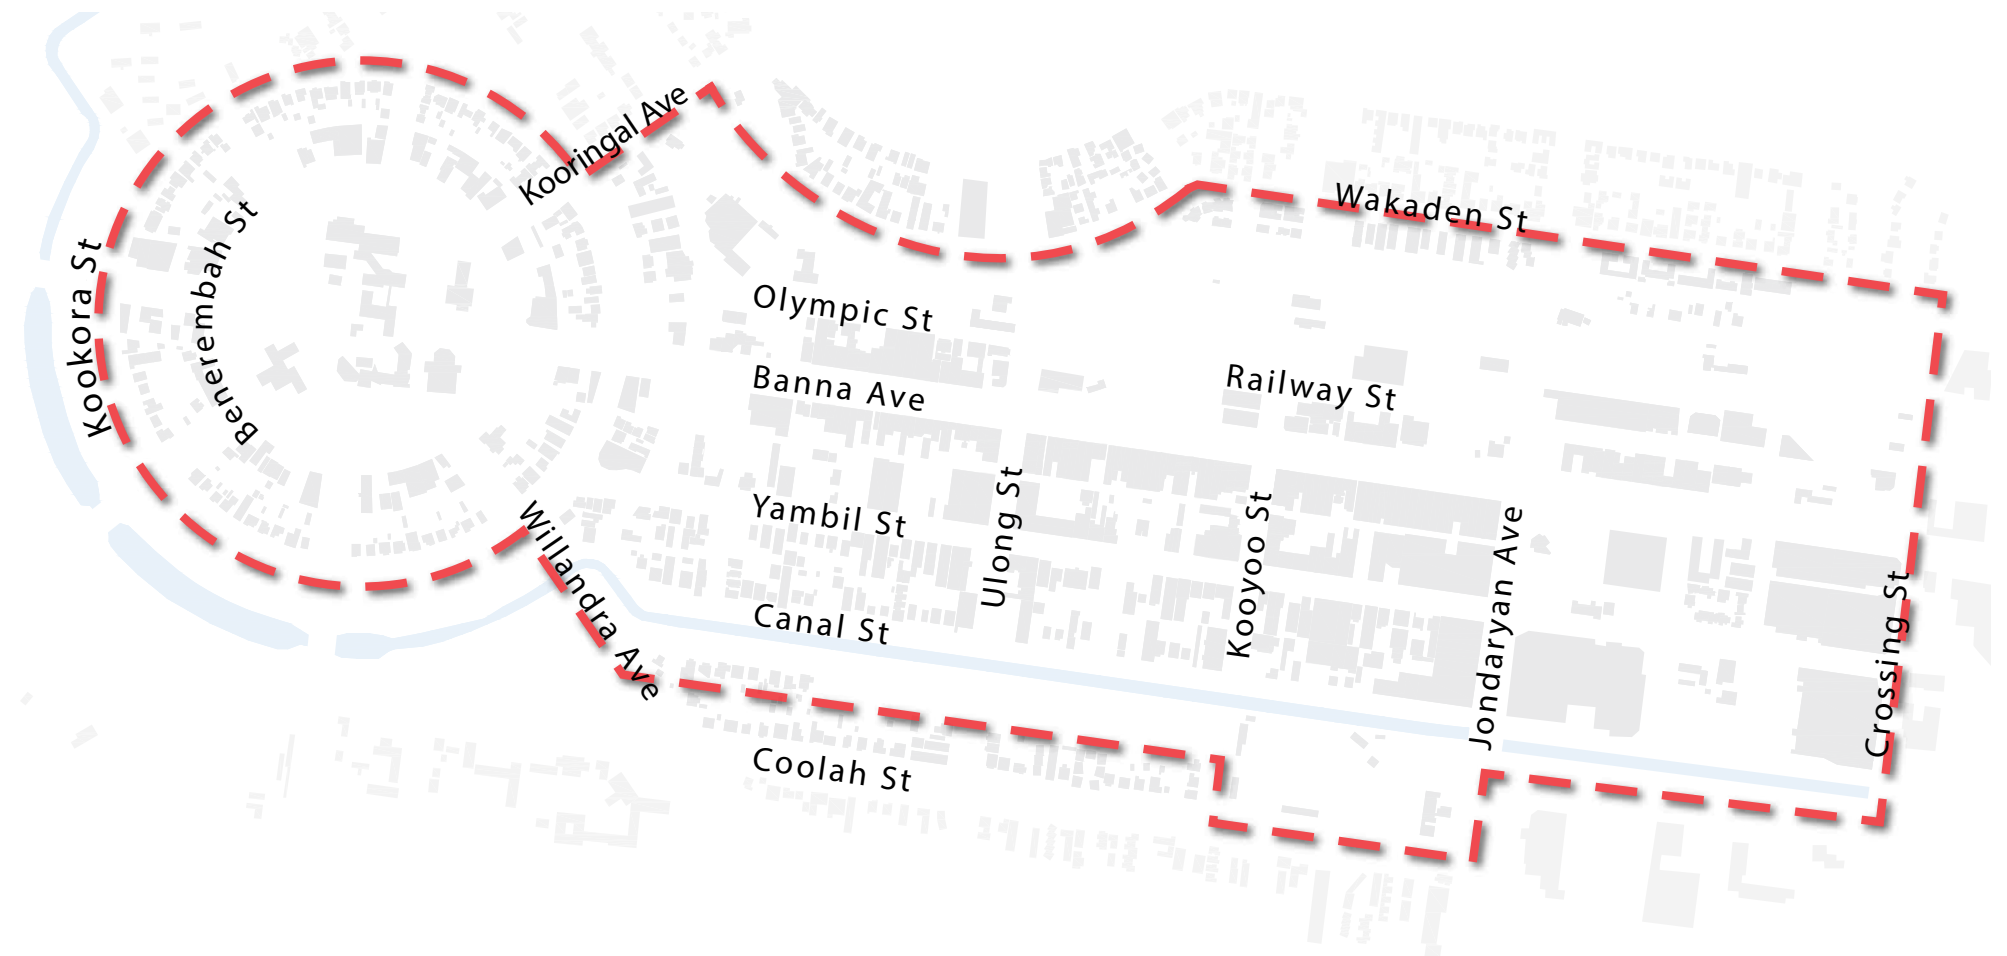 Kooringal Ave
Wakaden St
Benerembah St
Kookora St
Olympic St
Banna Ave
Railway St
Yambil St
Ulong St
Kooyoo St
Jondaryan Ave
Willandra Ave
Canal St
Crossing St
Coolah St